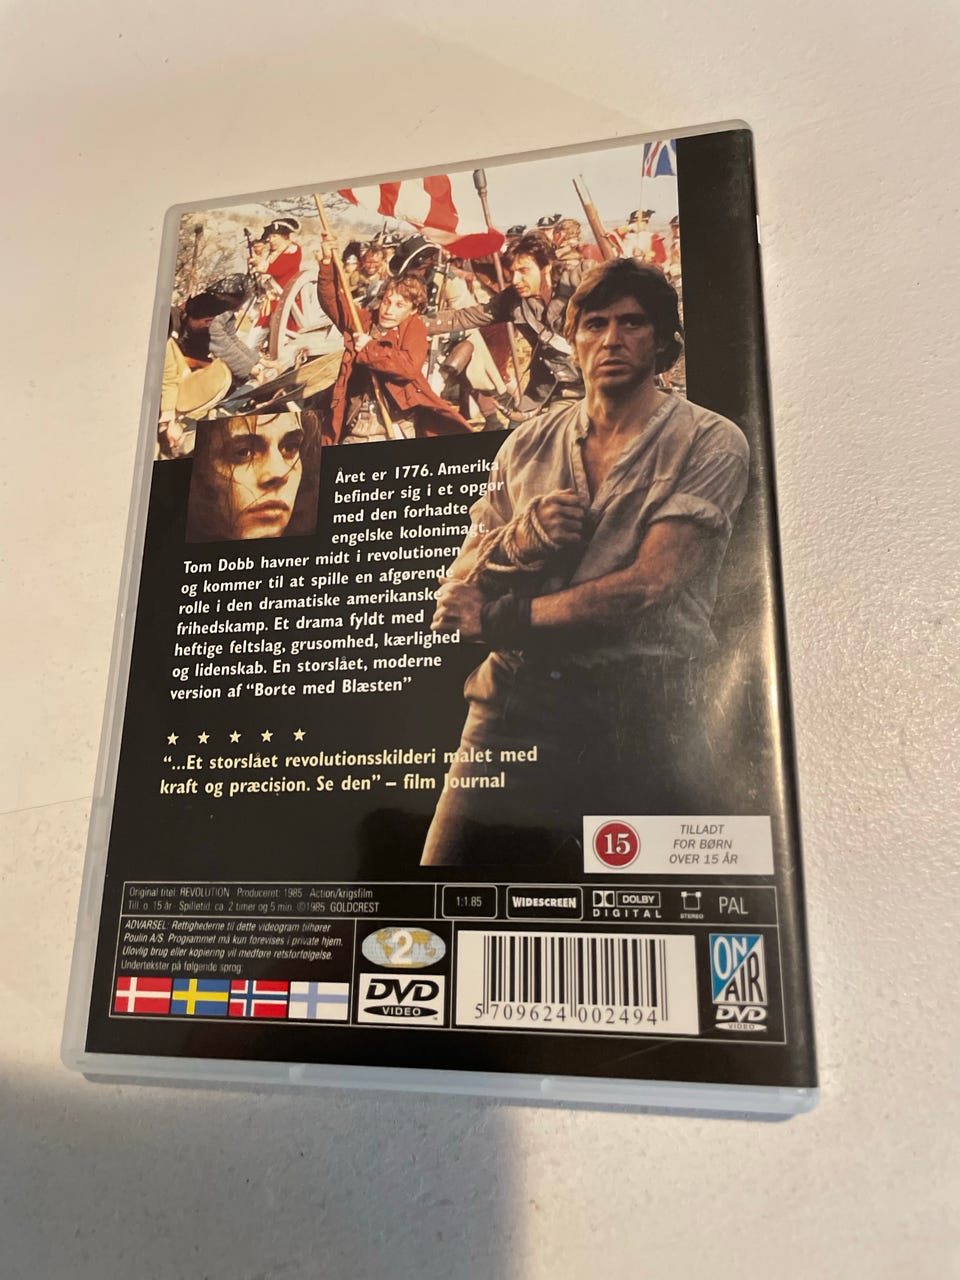 Året er 1776. Amerika
befinder sig i et opgør
med den forhadte
engelske kolonimagt.
Tom Dobb havner midt i revolutionen
og kommer til at spille en afgørende
rolle i den dramatiske amerikanske
frihedskamp. Et drama fyldt med
heftige feltslag, grusomhed, kærlighed
og lidenskab. En storslået, moderne
version af "Borte med Blæsten"
"...Et storslået revolutionsskilderi malet med
kraft og præcision. Se den" – film Journal
15
TILLADT
FOR BØRN
OVER 15 ÅR
Original titel: REVOLUTION Produceret: 1985 Action/krigsfilm
Till. o. 15 år Spilletid: ca. 2 timer og 5 min. ©1985 GOLDCREST
1:1.85
WIDESCREEN
DOLBY
DIGITAL
STEREO
PAL
ADVARSEL: Rettighederne til dette videogram tilhører
Poulin A/S. Programmet må kun forevises i private hjem.
Ulovlig brug eller kopiering vil medføre retsforfølgelse.
Undertekster på følgende sprog:
2
DVD
VIDEO
5 709624 002494
ON
AIR
DVD
VIDEO